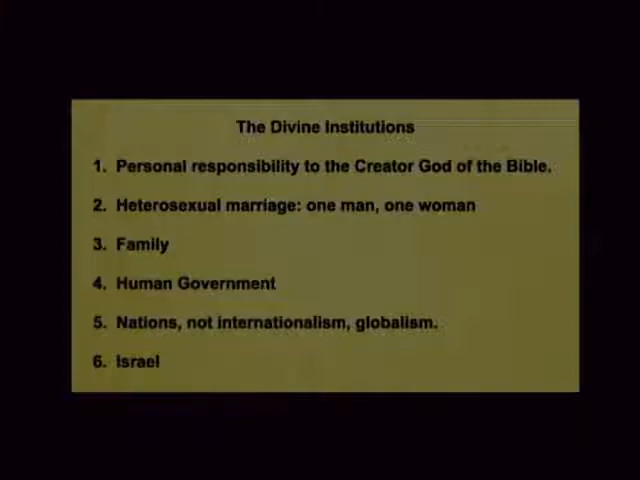 The Divine Institutions
1. Personal responsibility to the Creator God of the Bible.
2. Heterosexual marriage: one man, one woman
3. Family
4. Human Government
5. Nations, not internationalism, globalism.
6. Israel